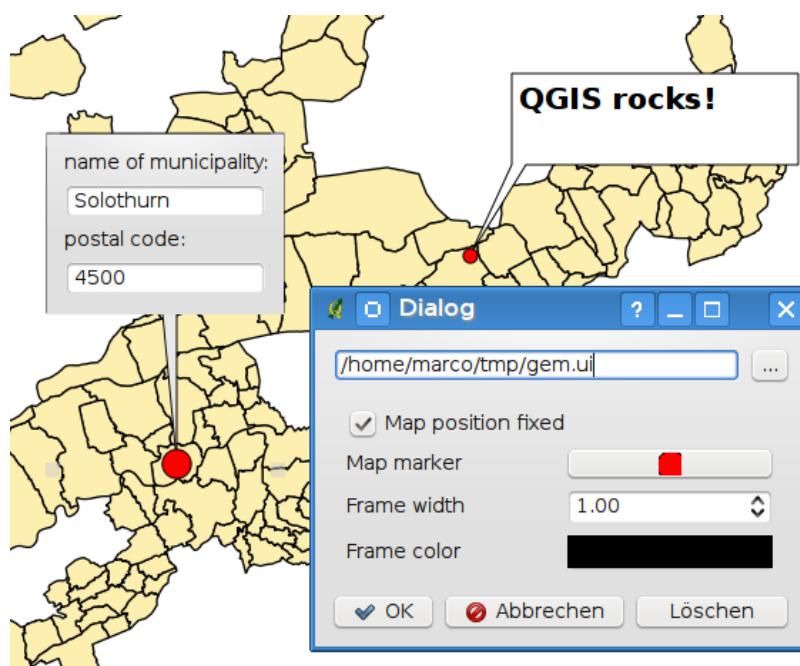 QGIS rocks!
name of municipality:
Solothurn
postal code:
4500
Dialog
?
/home/marco/tmp/gem.ui
...
Map position fixed
Map marker
Frame width
1.00
Frame color
OK
Abbrechen
Löschen